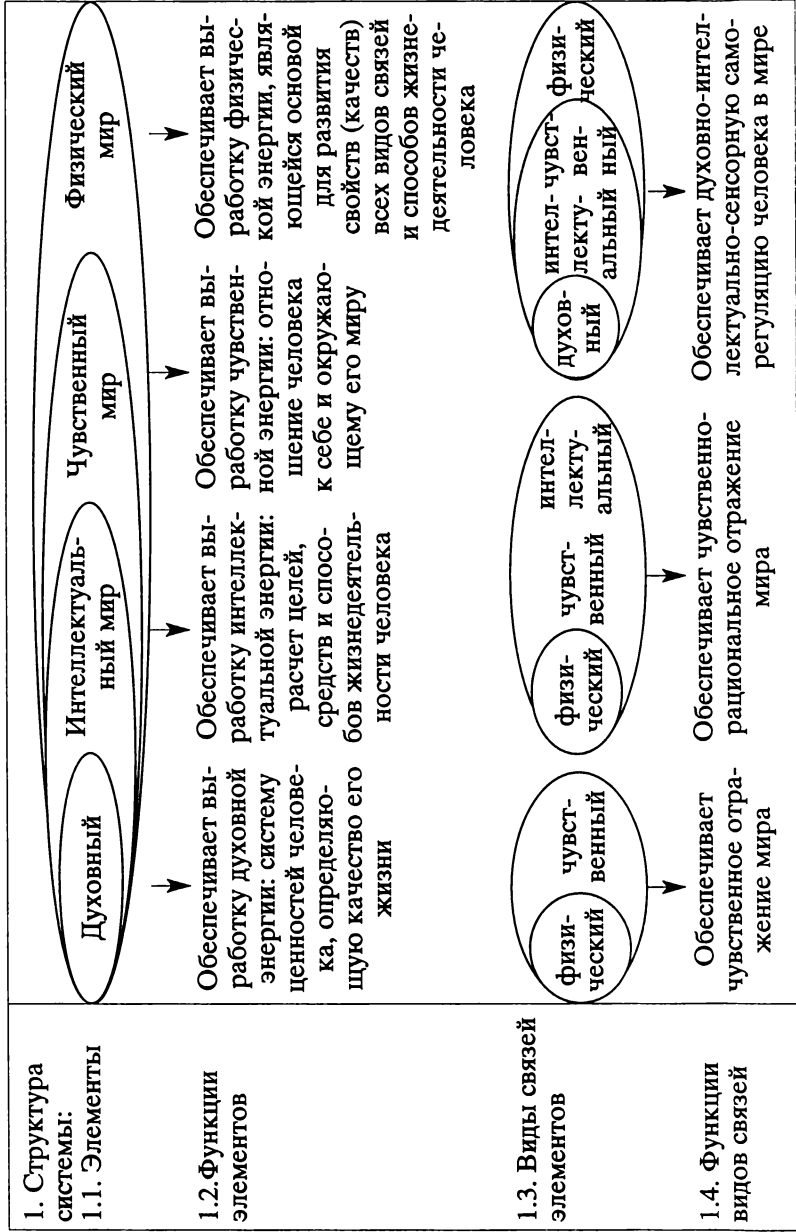 1. Структура
системы:
1.1. Элементы
Духовный
Интеллектуаль-
ный мир
Чувственный
мир
Физический
мир
1.2.Функции
элементов
Обеспечивает вы-
работку духовной
энергии: систему
ценностей челове-
ка, определяю-
щую качество его
жизни
Обеспечивает вы-
работку интеллек-
туальной энергии:
расчет целей,
средств и спосо-
бов жизнедеятель-
ности человека
Обеспечивает вы-
работку чувствен-
ной энергии: отно-
шение человека
к себе и окружаю-
щему его миру
Обеспечивает вы-
работку физичес-
кой энергии, явля-
ющейся основой
для развития
свойств (качеств)
всех видов связей
и способов жизне-
деятельности че-
ловека
1.3. Виды связей
элементов
физи-
ческий
чувст-
венный
физи-
ческий
чувст-
венный
интел-
лекту-
альный
духов-
ный
интел-
лекту-
альный
чувст-
вен-
ный
физи-
ческий
1.4. Функции
видов связей
Обеспечивает
чувственное отра-
жение мира
Обеспечивает чувственно-
рациональное отражение
мира
Обеспечивает духовно-интел-
лектуально-сенсорную само-
регуляцию человека в мире